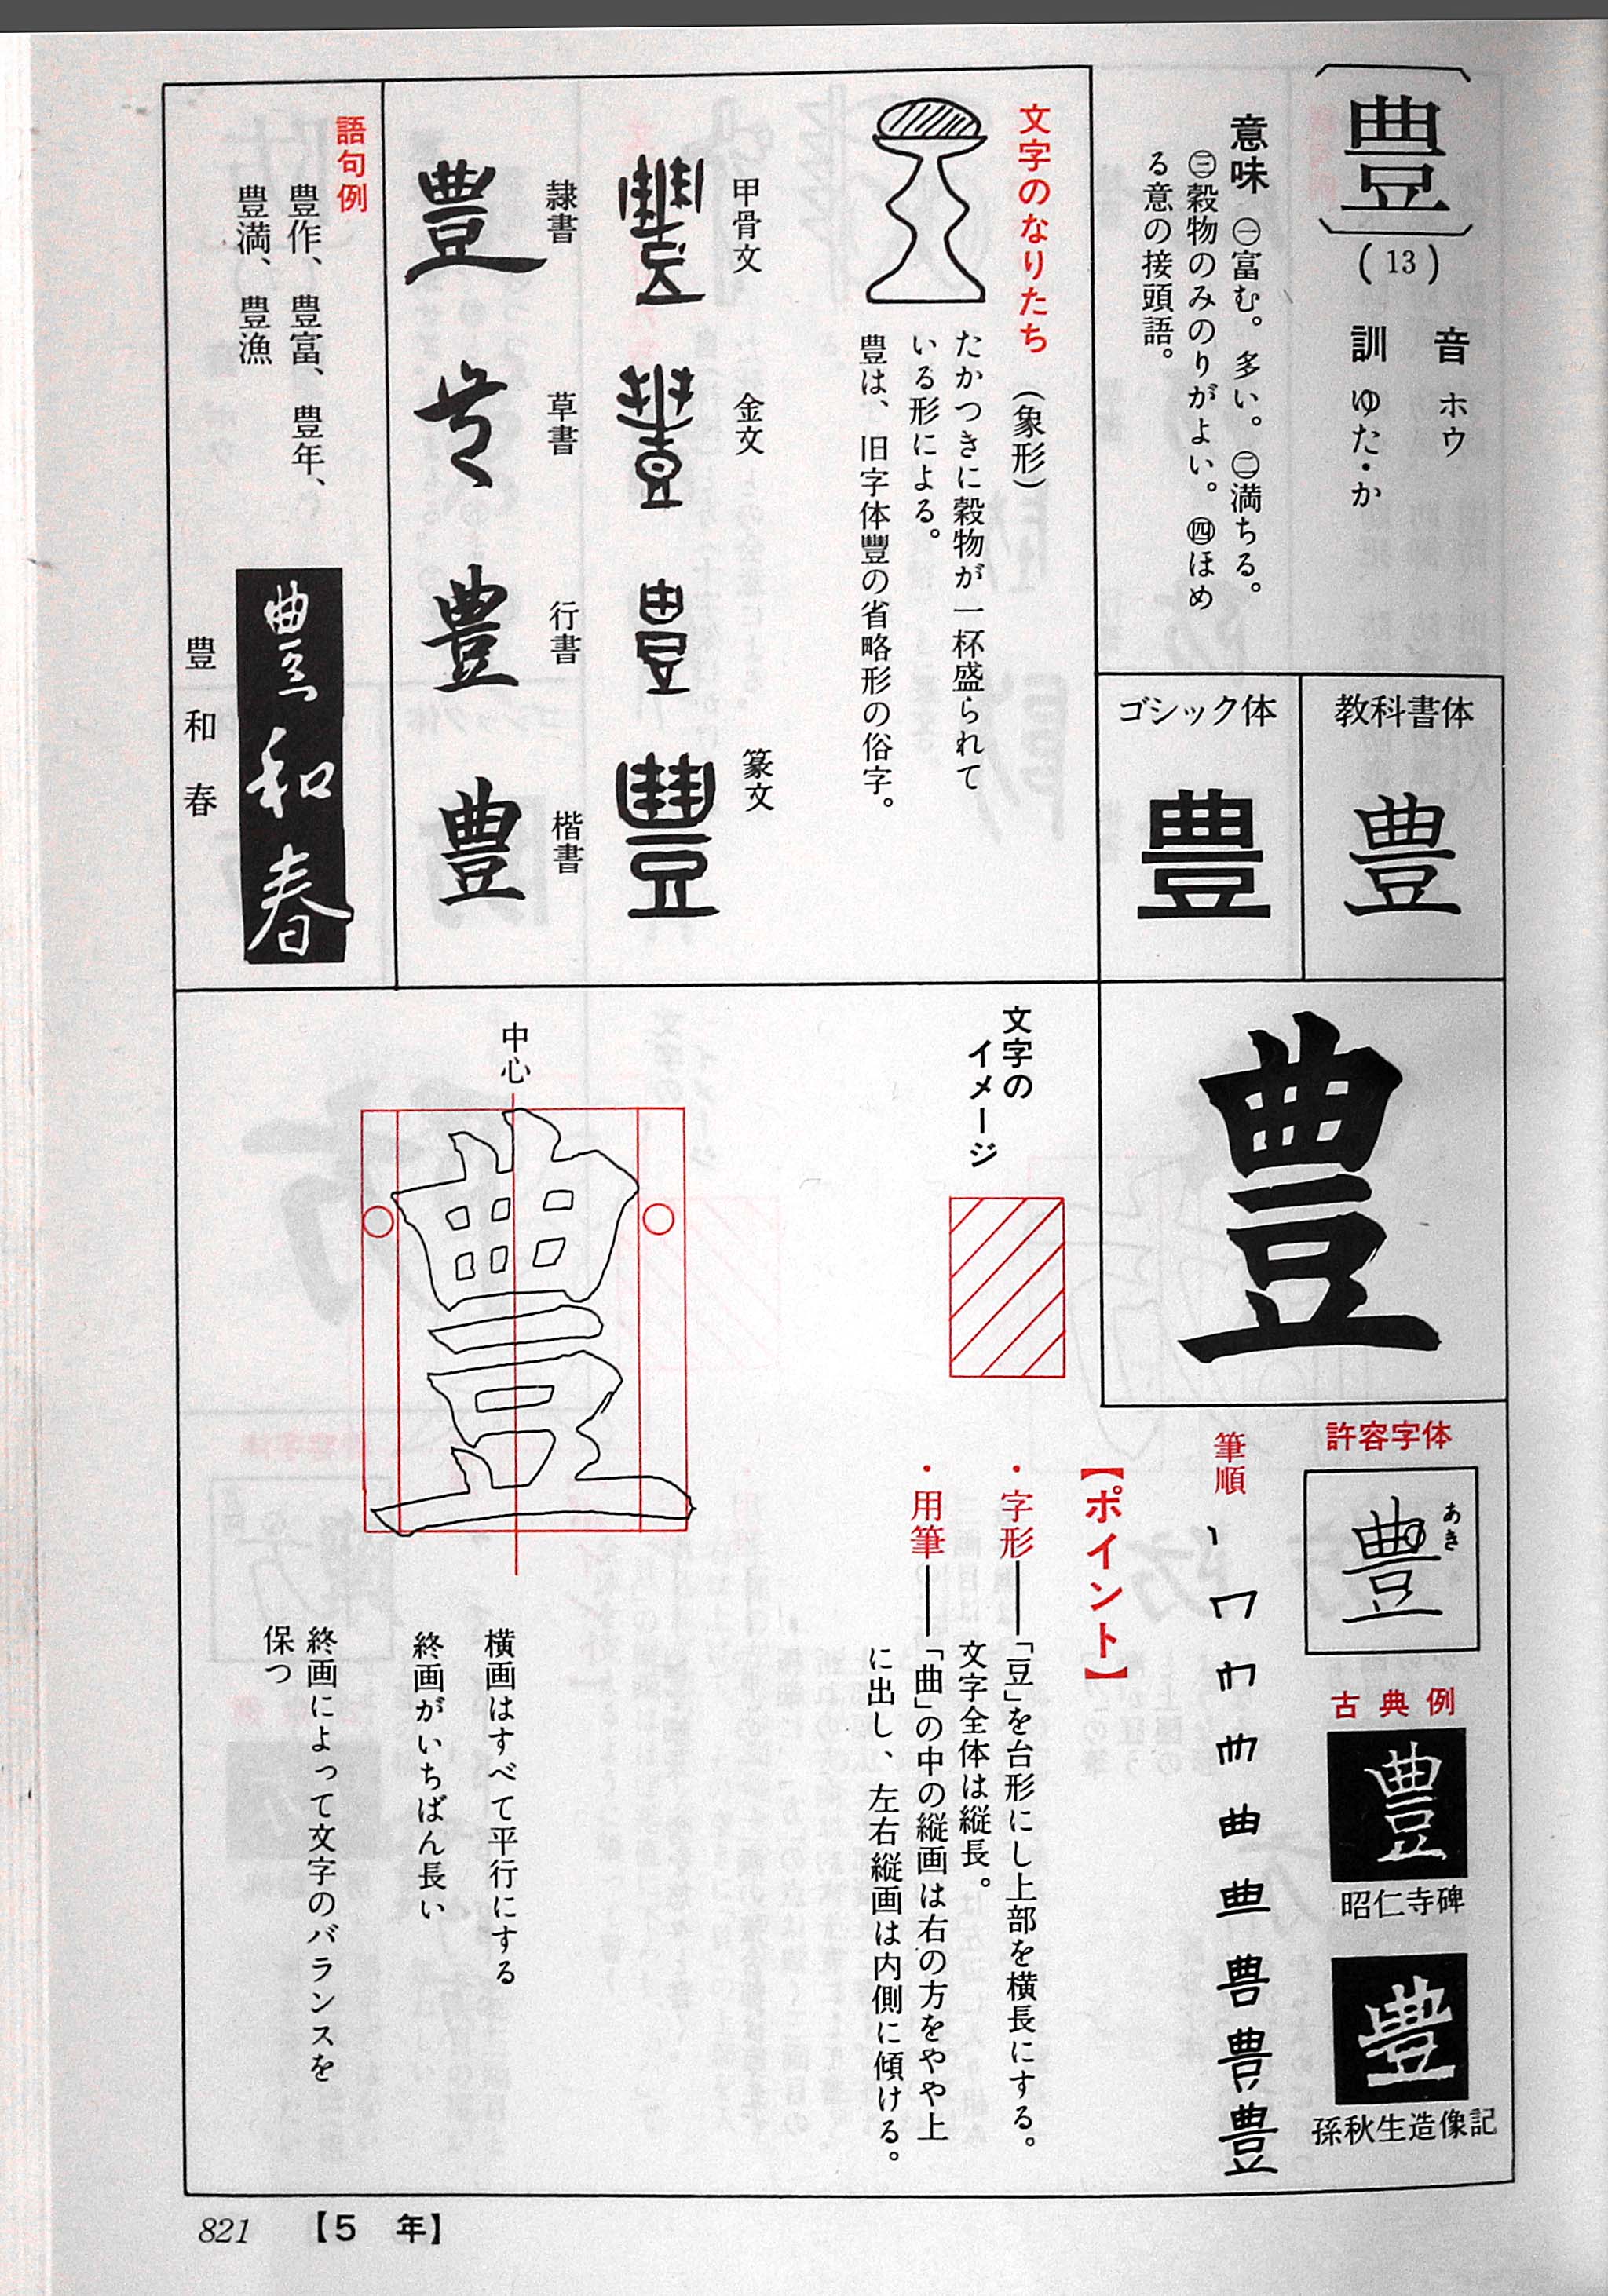 豊
(13)
音 ホウ
訓 ゆた・か
意味 ㊀富む。多い。㊁満ちる。
㊂穀物のみのりがよい。㊃ほめ
る意の接頭語。
教科書体
豊
ゴシック体
豊
文字のなりたち (象形)
たかつきに穀物が一杯盛られて
いる形による。
豊は、旧字体豐の省略形の俗字。
甲骨文
金文
篆文
隷書
豊
草書
行書
豊
楷書
豊
語句例
豊作、豊富、豊年、
豊満、豊漁
豊和春
豊和春
豊
許容字体
豊
あき
古典例
豊
昭仁寺碑
豊
孫秋生造像記
筆順
豊
文字の
イメージ
【ポイント】
・字形──「豆」を台形にし上部を横長にする。
文字全体は縦長。
・用筆──「曲」の中の縦画は右の方をやや上
に出し、左右縦画は内側に傾ける。
中心
豊
横画はすべて平行にする
終画がいちばん長い
終画によって文字のバランスを
保つ
821 【5 年】